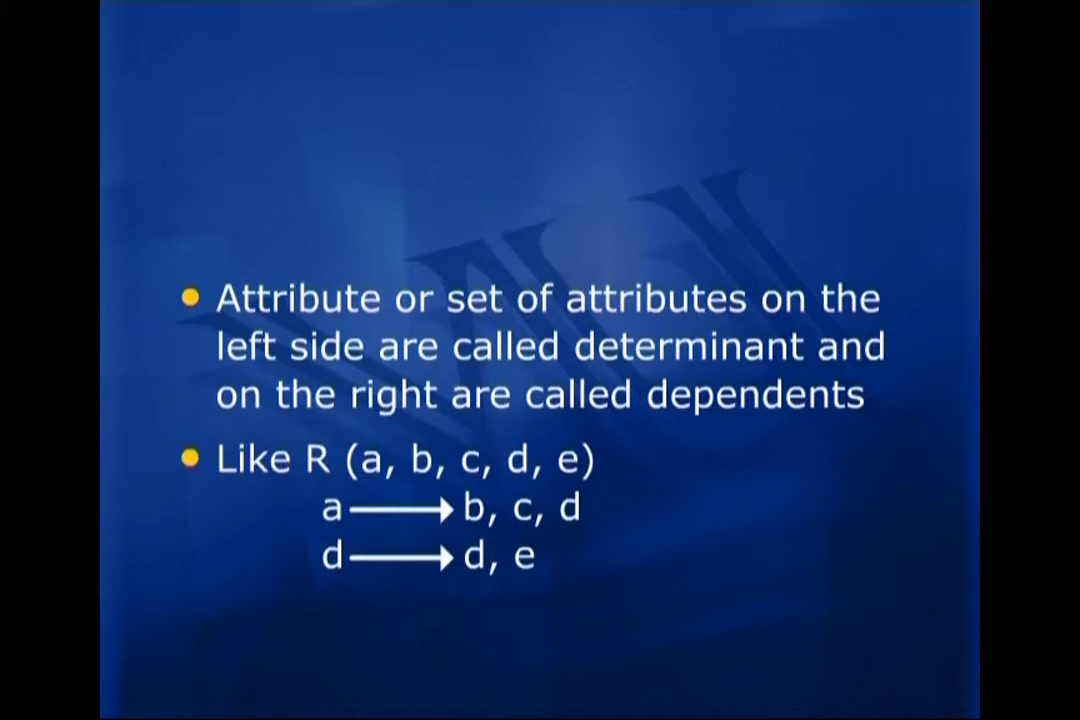 VU
• Attribute or set of attributes on the
left side are called determinant and
on the right are called dependents
• Like R (a, b, c, d, e)
a ⟶ b, c, d
d ⟶ d, e